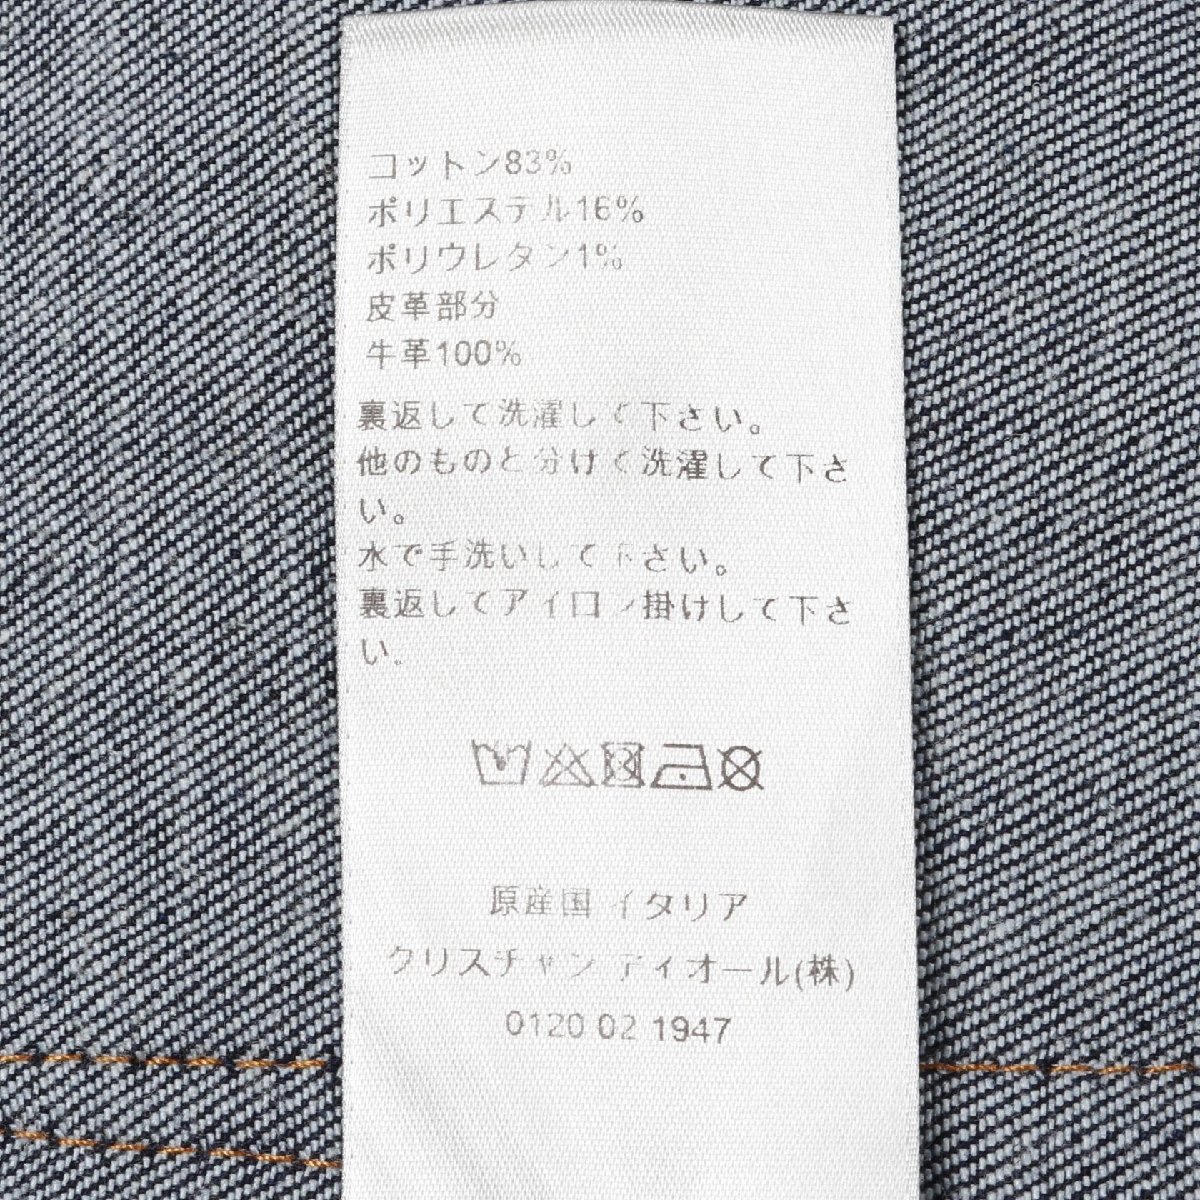 コットン83%
ポリエステル16%
ポリウレタン1%
皮革部分
牛革100%
裏返して洗濯して下さい。
他のものと分けて洗濯して下さ
い。
水で手洗いして下さい。
裏返してアイロン掛けして下さ
い。
原産国 イタリア
クリスチャン ディオール(株)
0120 02 1947